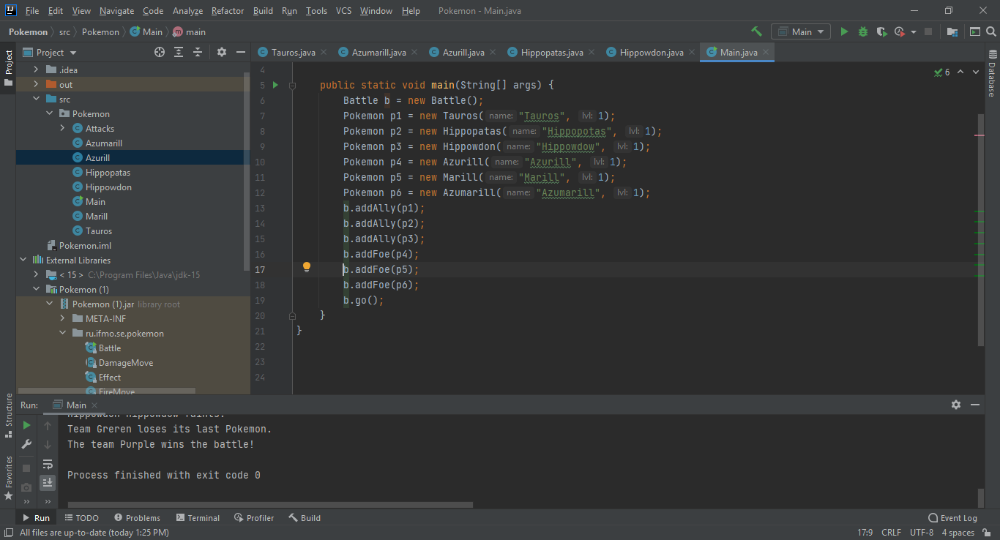 File Edit View Navigate Code Analyze Refactor Build Run Tools VCS Window Help Pokemon - Main.java
Pokemon src Pokemon Main main Main
Project Tauros.java Azumarill.java Azurill.java Hippopatas.java Hippowdon.java Main.java
Project
Database
.idea
out
src
Pokemon
Attacks
Azumarill
Azurill
Hippopatas
Hippowdon
Main
Marill
Tauros
Pokemon.iml
External Libraries
< 15 > C:\Program Files\Java\jdk-15
Pokemon (1)
Pokemon (1).jar library root
META-INF
ru.ifmo.se.pokemon
Battle
DamageMove
Effect
FireMove
6
4
5 public static void main(String[] args) {
6 Battle b = new Battle();
7 Pokemon p1 = new Tauros( name: "Tauros", lvl: 1);
8 Pokemon p2 = new Hippopatas( name: "Hippopotas", lvl: 1);
9 Pokemon p3 = new Hippowdon( name: "Hippowdow", lvl: 1);
10 Pokemon p4 = new Azurill( name: "Azurill", lvl: 1);
11 Pokemon p5 = new Marill( name: "Marill", lvl: 1);
12 Pokemon p6 = new Azumarill( name: "Azumarill", lvl: 1);
13 b.addAlly(p1);
14 b.addAlly(p2);
15 b.addAlly(p3);
16 b.addFoe(p4);
17 b.addFoe(p5);
18 b.addFoe(p6);
19 b.go();
20 }
21 }
22
23
24
Structure
Favorites
Run: Main
Hippowdon Hippowdow faints.
Team Greren loses its last Pokemon.
The team Purple wins the battle!
Process finished with exit code 0
Run TODO Problems Terminal Profiler Build Event Log
All files are up-to-date (today 1:25 PM) 17:9 CRLF UTF-8 4 spaces